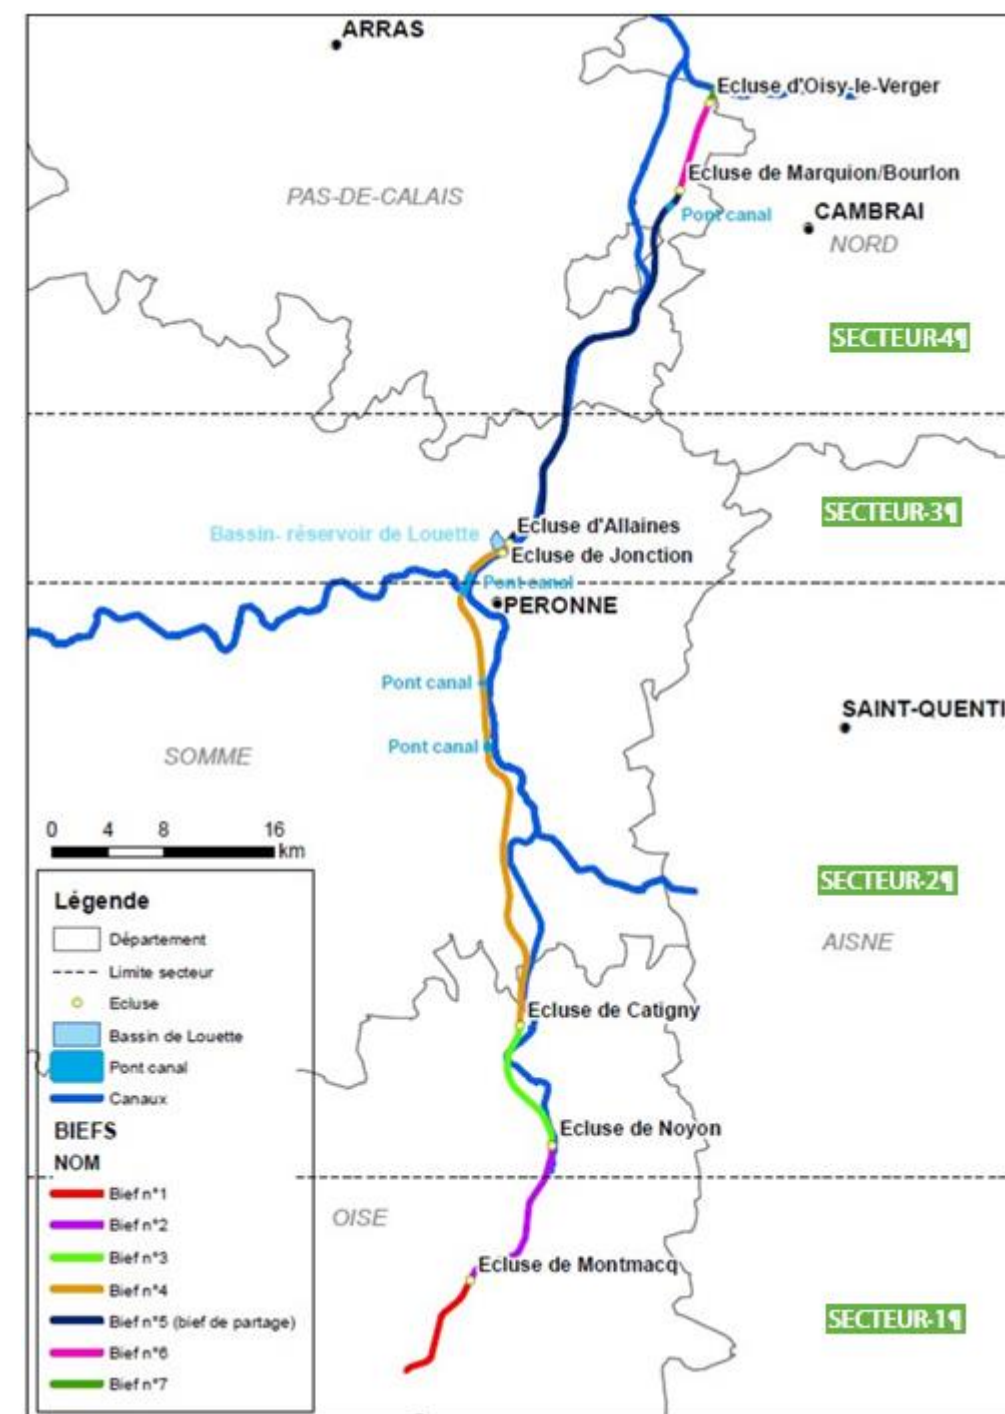 ARRAS
Ecluse d'Oisy-le-Verger
Ecluse de Marquion/Bourlon
PAS-DE-CALAIS
Pont canal
CAMBRAI
NORD
SECTEUR-4¶
SECTEUR-3¶
Ecluse d'Allaines
Bassin- réservoir de Louette
Ecluse de Jonction
Pont canal
PERONNE
Pont canal
SAINT-QUENTI
Pont canal
SOMME
0 4 8 16
km
SECTEUR-2¶
AISNE
Légende
Département
Limite secteur
Ecluse
Bassin de Louette
Pont canal
Canaux
BIEFS
NOM
Bief n°1
Bief n°2
Bief n°3
Bief n°4
Bief n°5 (bief de partage)
Bief n°6
Bief n°7
Ecluse de Catigny
Ecluse de Noyon
OISE
Ecluse de Montmacq
SECTEUR-1¶